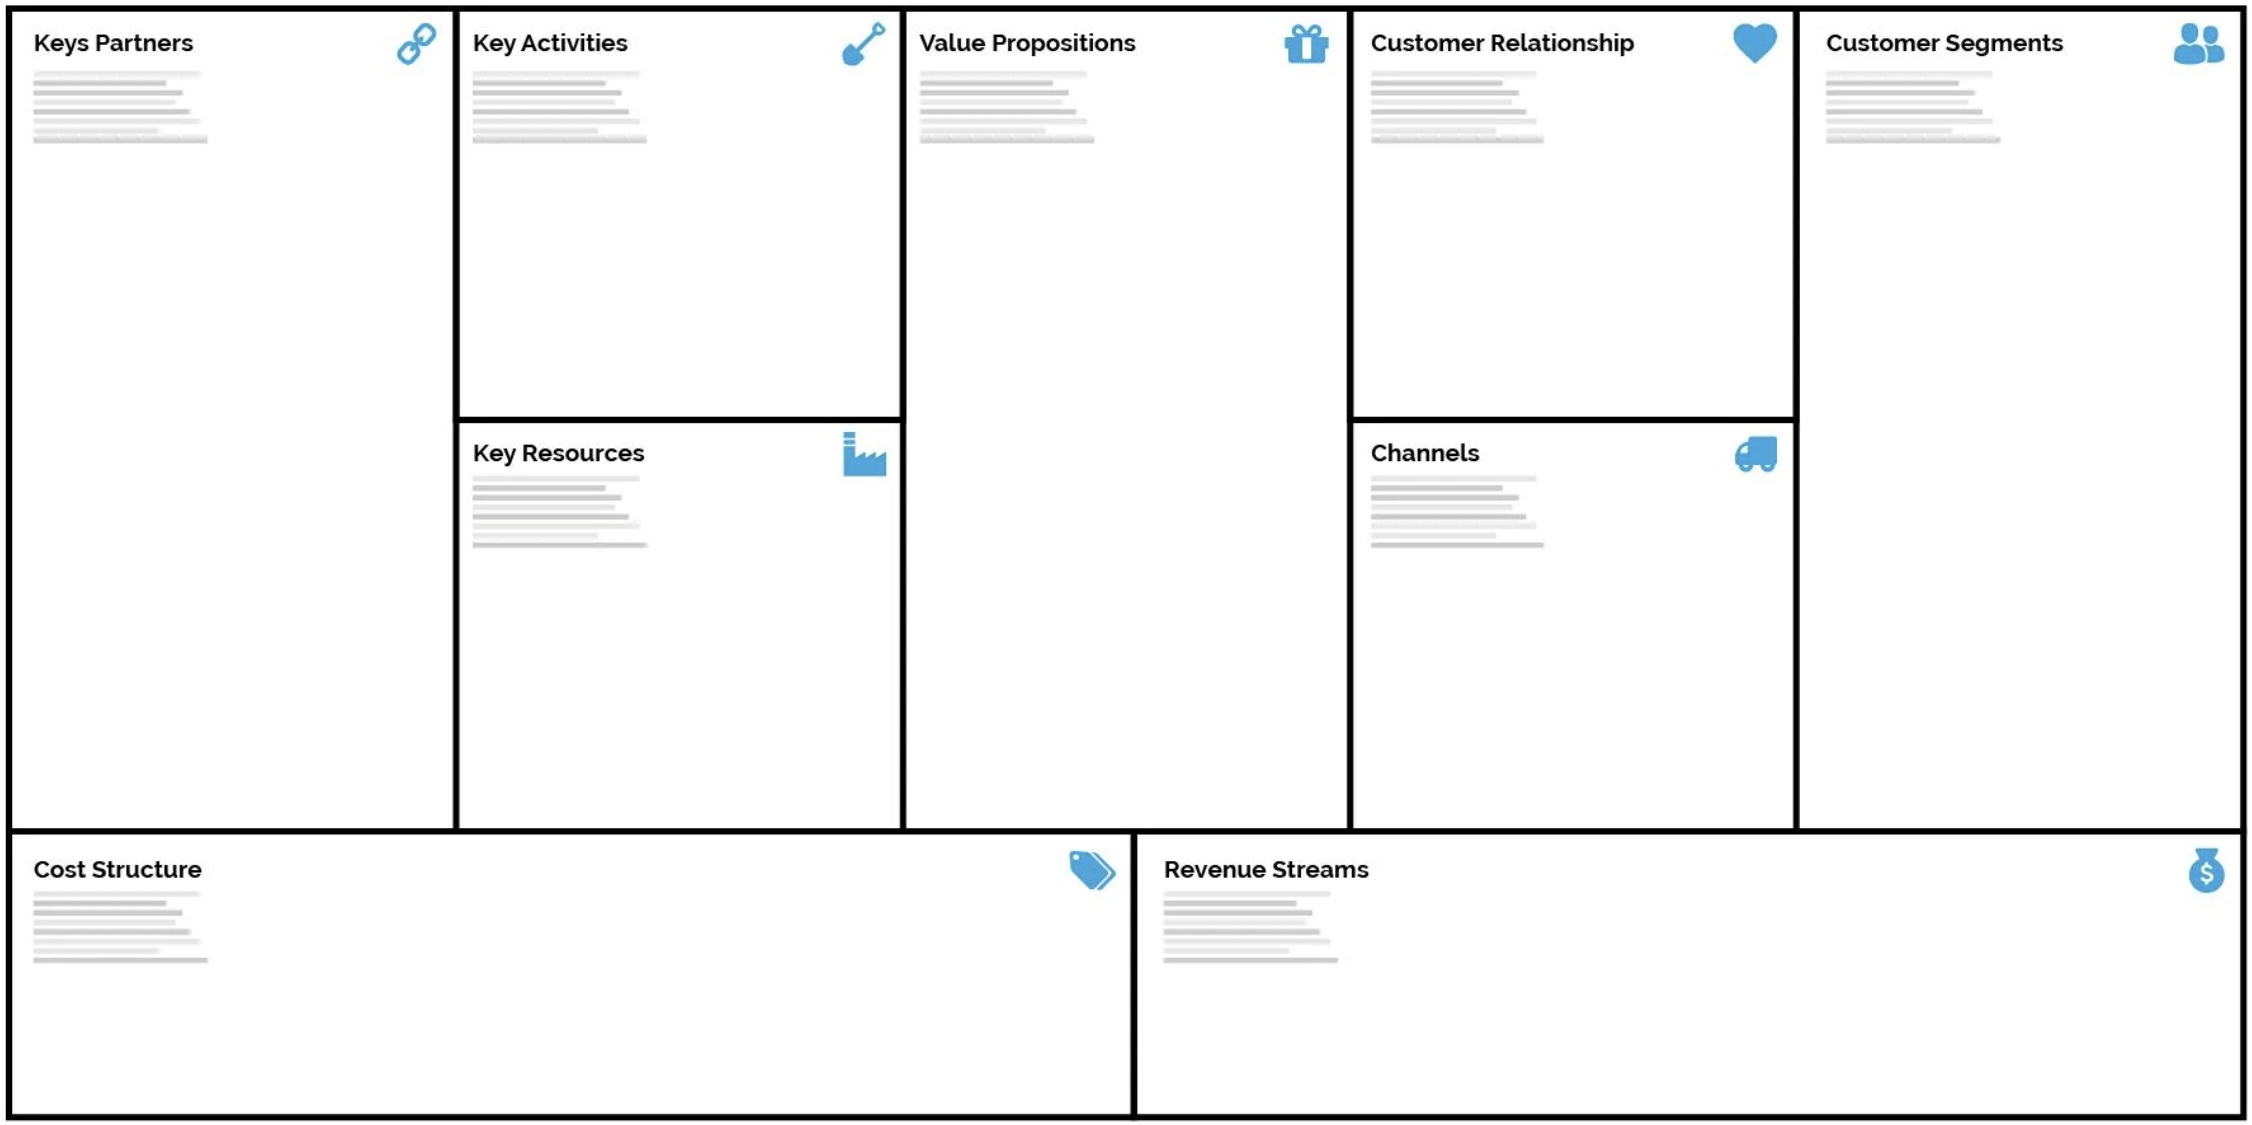 Keys Partners
Key Activities
Value Propositions
Customer Relationship
Customer Segments
Key Resources
Channels
Cost Structure
Revenue Streams
$